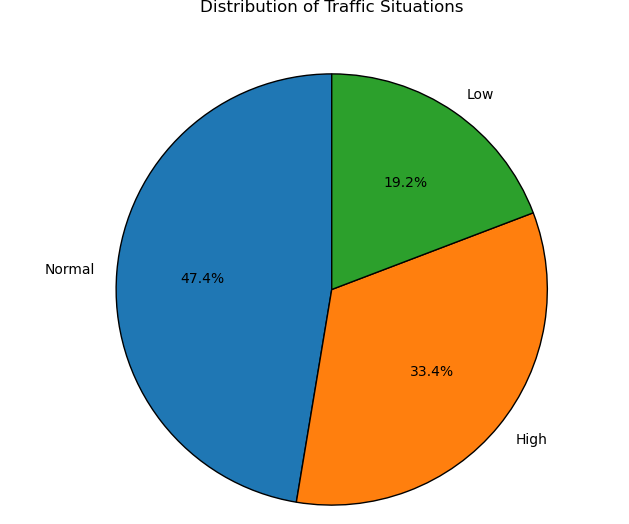 Distribution of Traffic Situations
Low
19.2%
Normal
47.4%
33.4%
High